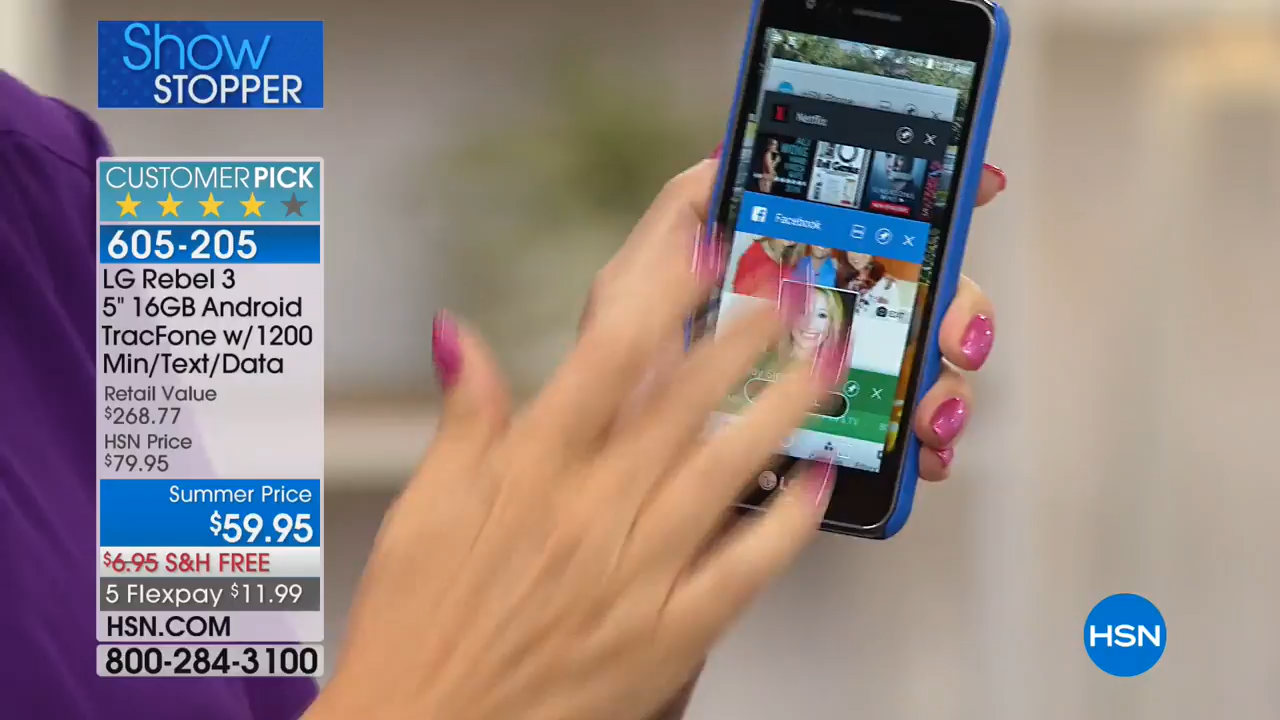 Show
STOPPER
CUSTOMER PICK
605-205
LG Rebel 3
5" 16GB Android
TracFone w/1200
Min/Text/Data
Retail Value
$268.77
HSN Price
$79.95
Summer Price
$59.95
$6.95 S&H FREE
5 Flexpay $11.99
HSN.COM
800-284-3100
Netflix
Facebook
EDIT
HSN